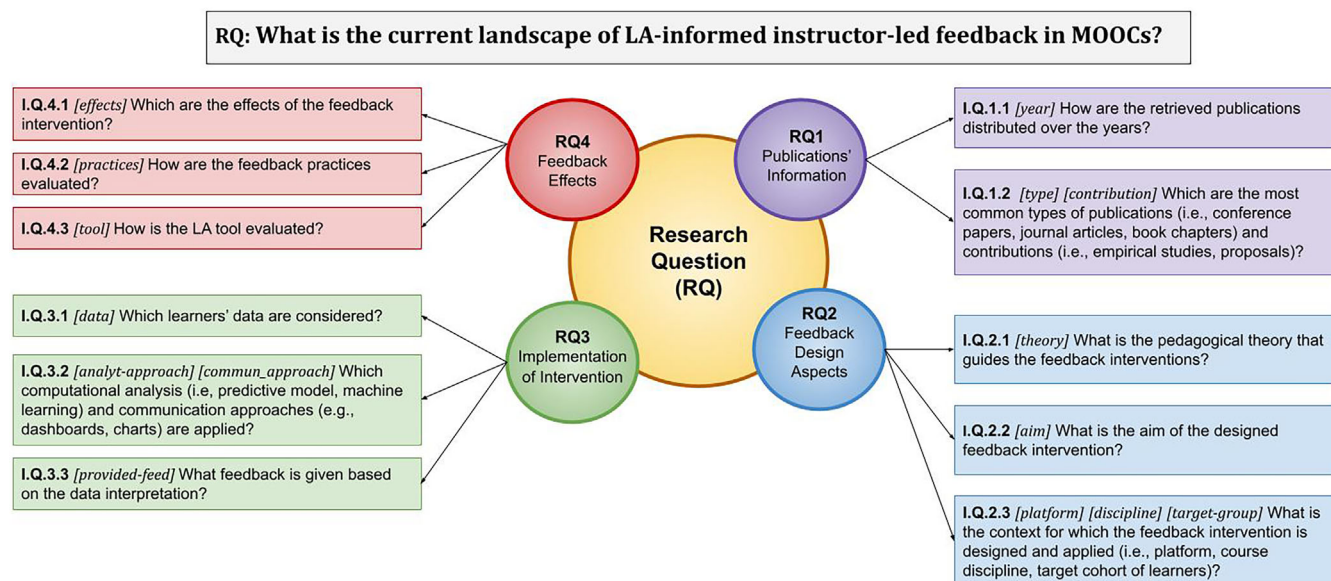 RQ: What is the current landscape of LA-informed instructor-led feedback in MOOCs?
I.Q.4.1 [effects] Which are the effects of the feedback
intervention?
I.Q.4.2 [practices] How are the feedback practices
evaluated?
I.Q.4.3 [tool] How is the LA tool evaluated?
RQ4
Feedback
Effects
RQ1
Publications'
Information
I.Q.1.1 [year] How are the retrieved publications
distributed over the years?
I.Q.1.2 [type] [contribution] Which are the most
common types of publications (i.e., conference
papers, journal articles, book chapters) and
contributions (i.e., empirical studies, proposals)?
Research
Question
(RQ)
I.Q.3.1 [data] Which learners' data are considered?
I.Q.3.2 [analyt-approach] [commun_approach] Which
computational analysis (i.e, predictive model, machine
learning) and communication approaches (e.g.,
dashboards, charts) are applied?
I.Q.3.3 [provided-feed] What feedback is given based
on the data interpretation?
RQ3
Implementation
of Intervention
RQ2
Feedback
Design
Aspects
I.Q.2.1 [theory] What is the pedagogical theory that
guides the feedback interventions?
I.Q.2.2 [aim] What is the aim of the designed
feedback intervention?
I.Q.2.3 [platform] [discipline] [target-group] What is
the context for which the feedback intervention is
designed and applied (i.e., platform, course
discipline, target cohort of learners)?